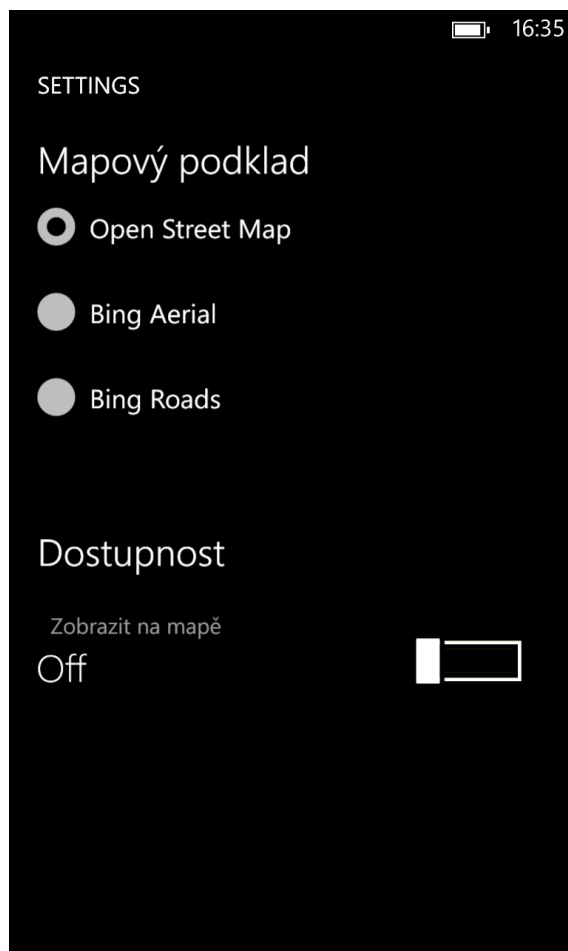 16:35
SETTINGS
Mapový podklad
Open Street Map
Bing Aerial
Bing Roads
Dostupnost
Zobrazit na mapě
Off